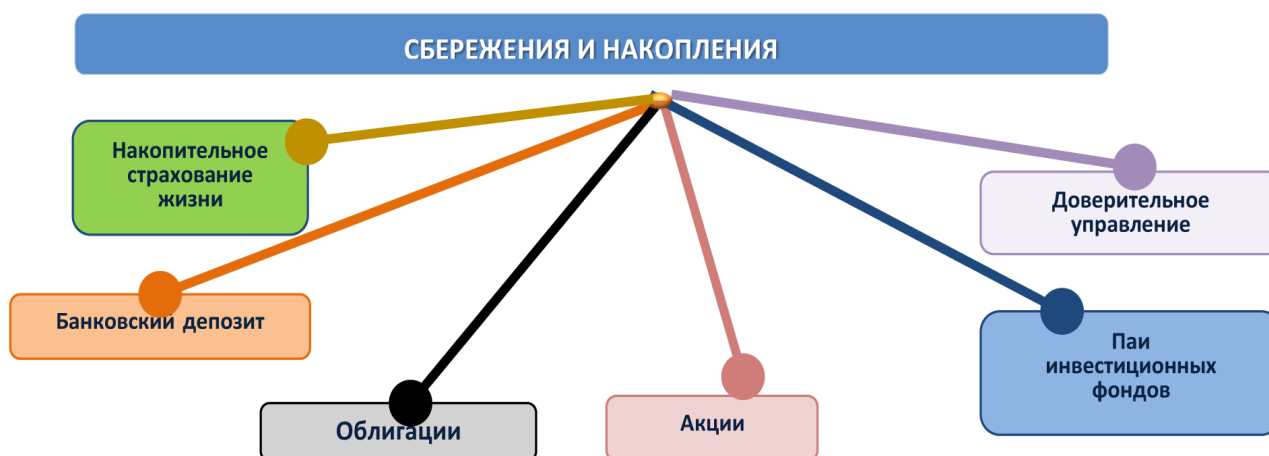 СБЕРЕЖЕНИЯ И НАКОПЛЕНИЯ
Накопительное
страхование
жизни
Доверительное
управление
Банковский депозит
Паи
инвестиционных
фондов
Облигации
Акции